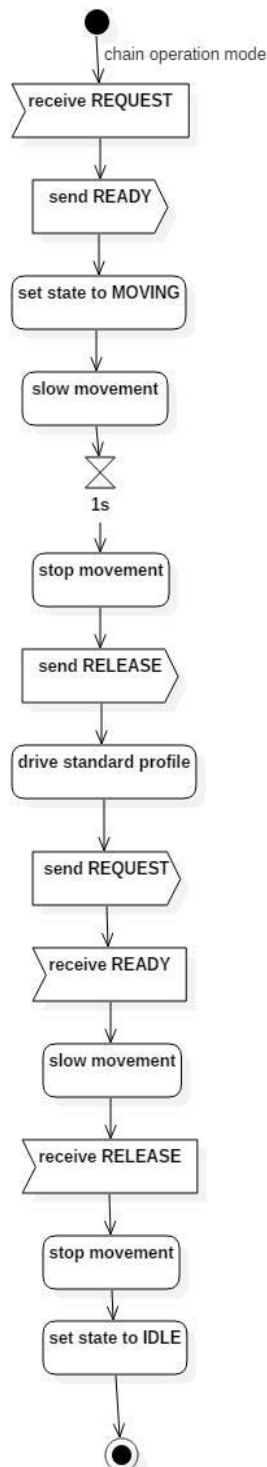 chain operation mode
receive REQUEST
send READY
set state to MOVING
slow movement
1s
stop movement
send RELEASE
drive standard profile
send REQUEST
receive READY
slow movement
receive RELEASE
stop movement
set state to IDLE